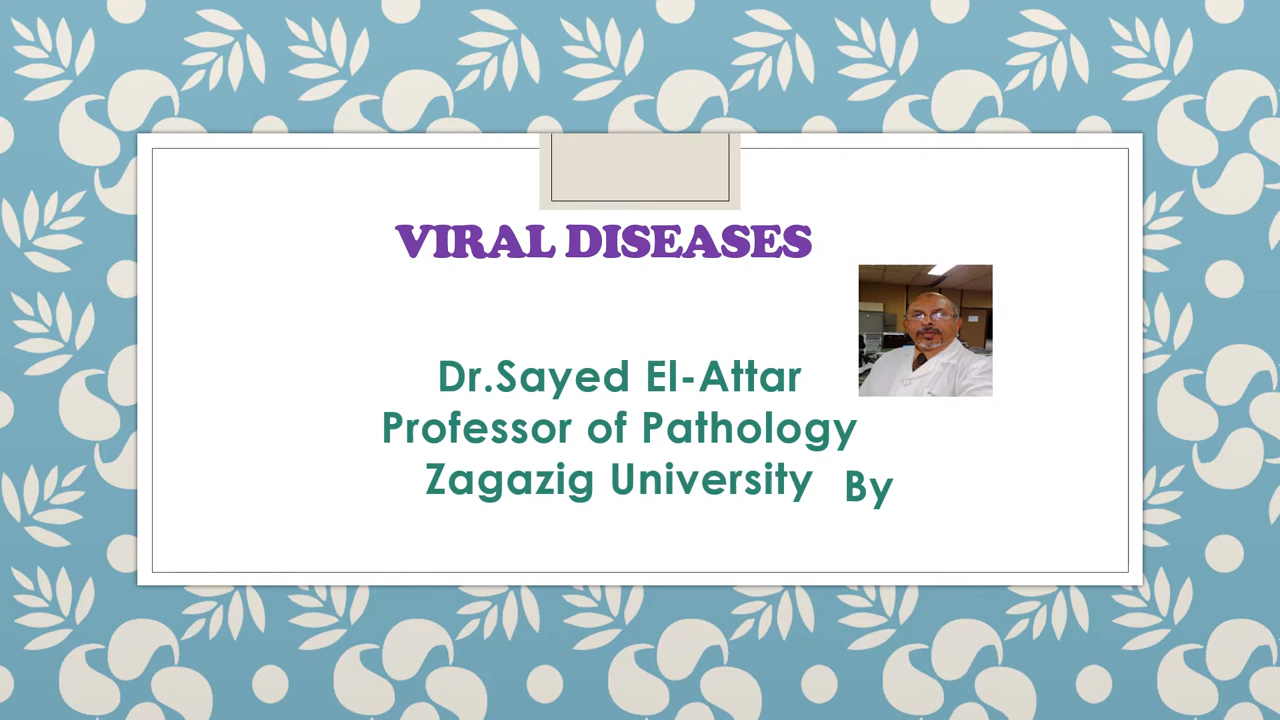 VIRAL DISEASES
Dr.Sayed El-Attar
Professor of Pathology
Zagazig University By